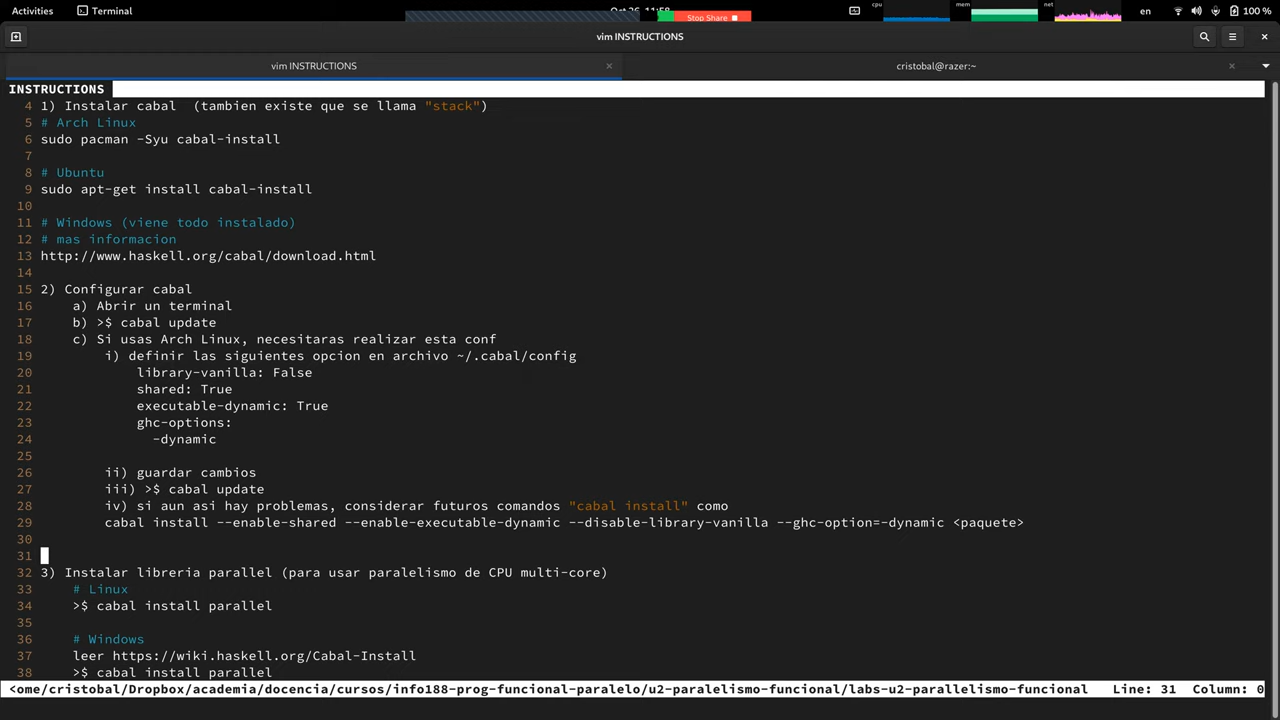 Activities Terminal Stop Share cpu mem net en 100 %
vim INSTRUCTIONS
vim INSTRUCTIONS cristobal@razer:~
INSTRUCTIONS
4 1) Instalar cabal (tambien existe que se llama "stack")
5 # Arch Linux
6 sudo pacman -Syu cabal-install
7
8 # Ubuntu
9 sudo apt-get install cabal-install
10
11 # Windows (viene todo instalado)
12 # mas informacion
13 http://www.haskell.org/cabal/download.html
14
15 2) Configurar cabal
16 a) Abrir un terminal
17 b) >$ cabal update
18 c) Si usas Arch Linux, necesitaras realizar esta conf
19 i) definir las siguientes opcion en archivo ~/.cabal/config
20 library-vanilla: False
21 shared: True
22 executable-dynamic: True
23 ghc-options:
24 -dynamic
25
26 ii) guardar cambios
27 iii) >$ cabal update
28 iv) si aun asi hay problemas, considerar futuros comandos "cabal install" como
29 cabal install --enable-shared --enable-executable-dynamic --disable-library-vanilla --ghc-option=-dynamic <paquete>
30
31
32 3) Instalar libreria parallel (para usar paralelismo de CPU multi-core)
33 # Linux
34 >$ cabal install parallel
35
36 # Windows
37 leer https://wiki.haskell.org/Cabal-Install
38 >$ cabal install parallel
<ome/cristobal/Dropbox/academia/docencia/cursos/info188-prog-funcional-paralelo/u2-paralelismo-funcional/labs-u2-parallelismo-funcional Line: 31 Column: 0